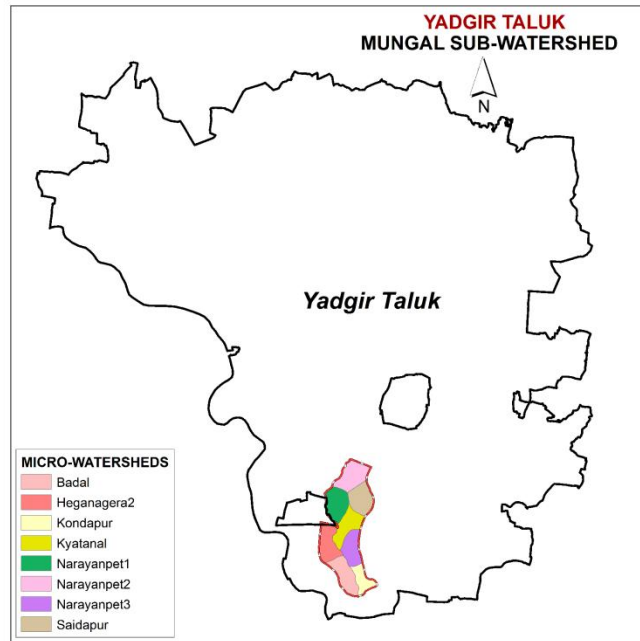 YADGIR TALUK
MUNGAL SUB-WATERSHED
N
Yadgir Taluk
MICRO-WATERSHEDS
Badal
Heganagera2
Kondapur
Kyatanal
Narayanpet1
Narayanpet2
Narayanpet3
Saidapur